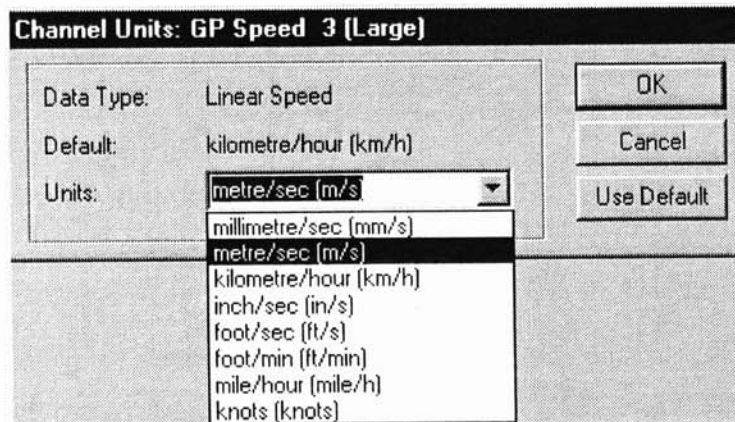 Channel Units: GP Speed 3 (Large)
Data Type: Linear Speed
OK
Default: kilometre/hour (km/h)
Cancel
Units: metre/sec (m/s
Use Default
millimetre/sec (mm/s)
metre/sec (m/s)
kilometre/hour (km/h)
inch/sec (in/s)
foot/sec (ft/s)
foot/min (ft/min)
mile/hour (mile/h)
knots (knots)